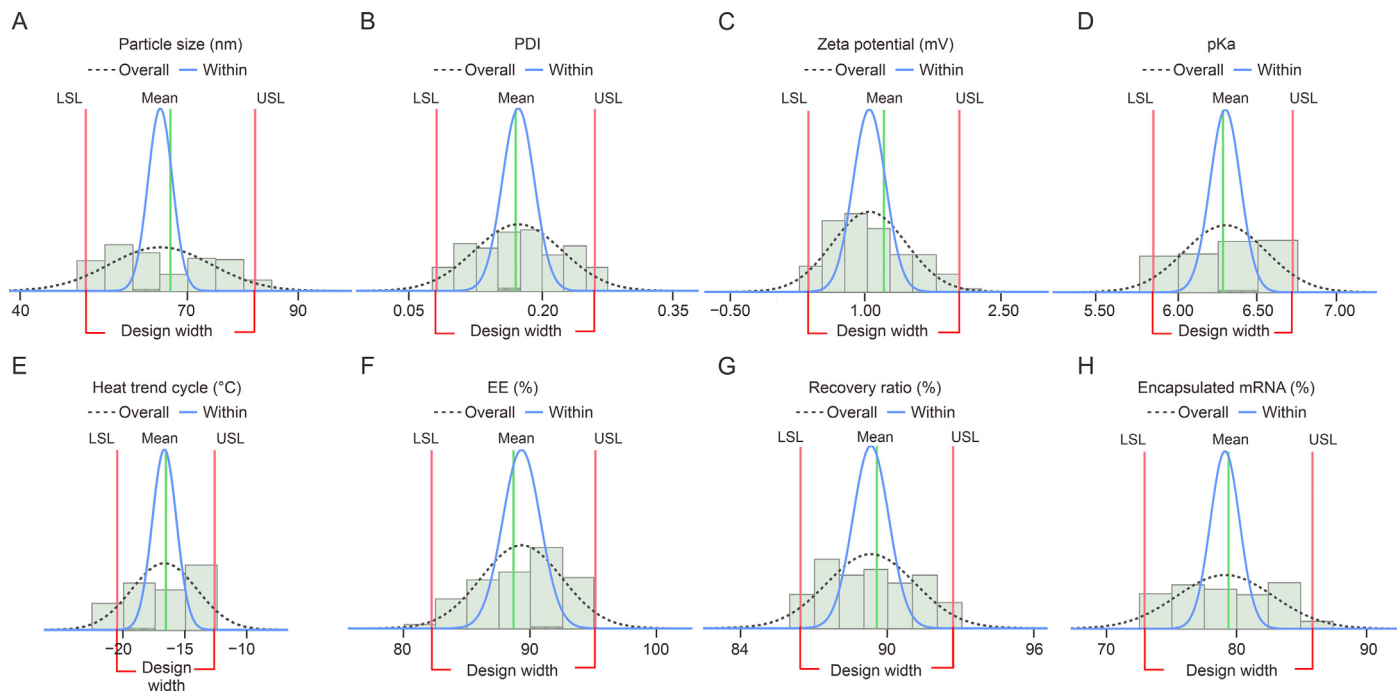 A
Particle size (nm)
Overall Within
LSL Mean USL
40 70 90
Design width
B
PDI
Overall Within
LSL Mean USL
0.05 0.20 0.35
Design width
C
Zeta potential (mV)
Overall Within
LSL Mean USL
−0.50 1.00 2.50
Design width
D
pKa
Overall Within
LSL Mean USL
5.50 6.00 6.50 7.00
Design width
E
Heat trend cycle (°C)
Overall Within
LSL Mean USL
−20 −15 −10
Design
width
F
EE (%)
Overall Within
LSL Mean USL
80 90 100
Design width
G
Recovery ratio (%)
Overall Within
LSL Mean USL
84 90 96
Design width
H
Encapsulated mRNA (%)
Overall Within
LSL Mean USL
70 80 90
Design width